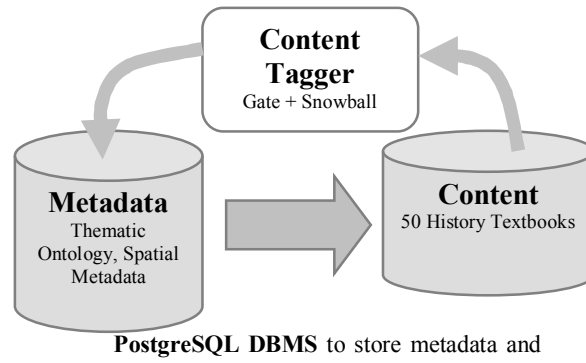 Content
Tagger
Gate + Snowball
Metadata
Thematic
Ontology, Spatial
Metadata
Content
50 History Textbooks
PostgreSQL DBMS to store metadata and